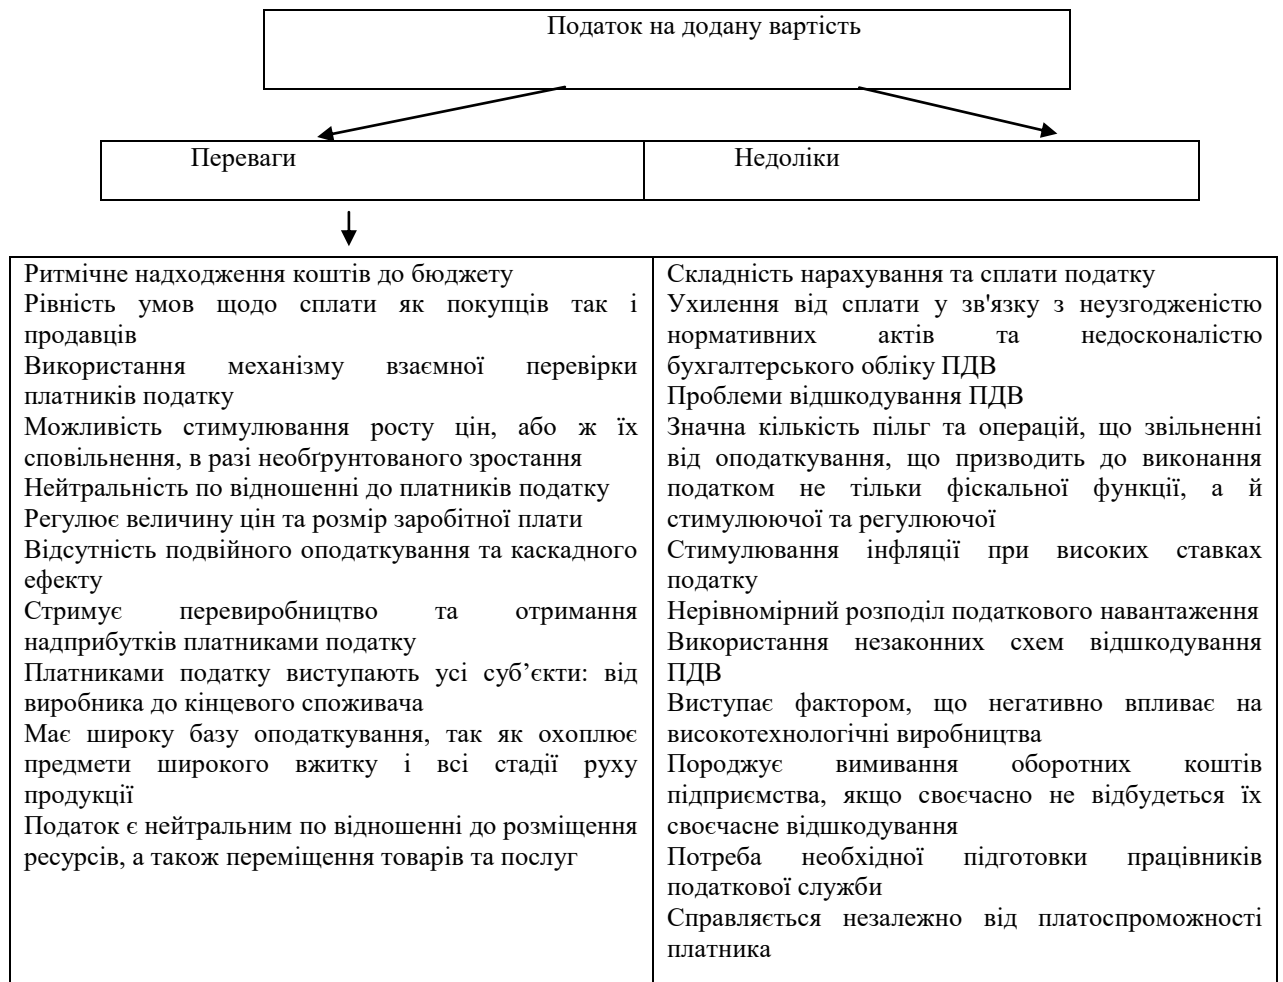 Податок на додану вартість
Переваги
Недоліки
Ритмічне надходження коштів до бюджету
Рівність умов щодо сплати як покупців так і
продавців
Використання механізму взаємної перевірки
платників податку
Можливість стимулювання росту цін, або ж їх
сповільнення, в разі необґрунтованого зростання
Нейтральність по відношенні до платників податку
Регулює величину цін та розмір заробітної плати
Відсутність подвійного оподаткування та каскадного
ефекту
Стримує перевиробництво та отримання
надприбутків платниками податку
Платниками податку виступають усі суб’єкти: від
виробника до кінцевого споживача
Має широку базу оподаткування, так як охоплює
предмети широкого вжитку і всі стадії руху
продукції
Податок є нейтральним по відношенні до розміщення
ресурсів, а також переміщення товарів та послуг
Складність нарахування та сплати податку
Ухилення від сплати у зв'язку з неузгодженістю
нормативних актів та недосконалістю
бухгалтерського обліку ПДВ
Проблеми відшкодування ПДВ
Значна кількість пільг та операцій, що звільненні
від оподаткування, що призводить до виконання
податком не тільки фіскальної функції, а й
стимулюючої та регулюючої
Стимулювання інфляції при високих ставках
податку
Нерівномірний розподіл податкового навантаження
Використання незаконних схем відшкодування
ПДВ
Виступає фактором, що негативно впливає на
високотехнологічні виробництва
Породжує вимивання оборотних коштів
підприємства, якщо своєчасно не відбудеться їх
своєчасне відшкодування
Потреба необхідної підготовки працівників
податкової служби
Справляється незалежно від платоспроможності
платника